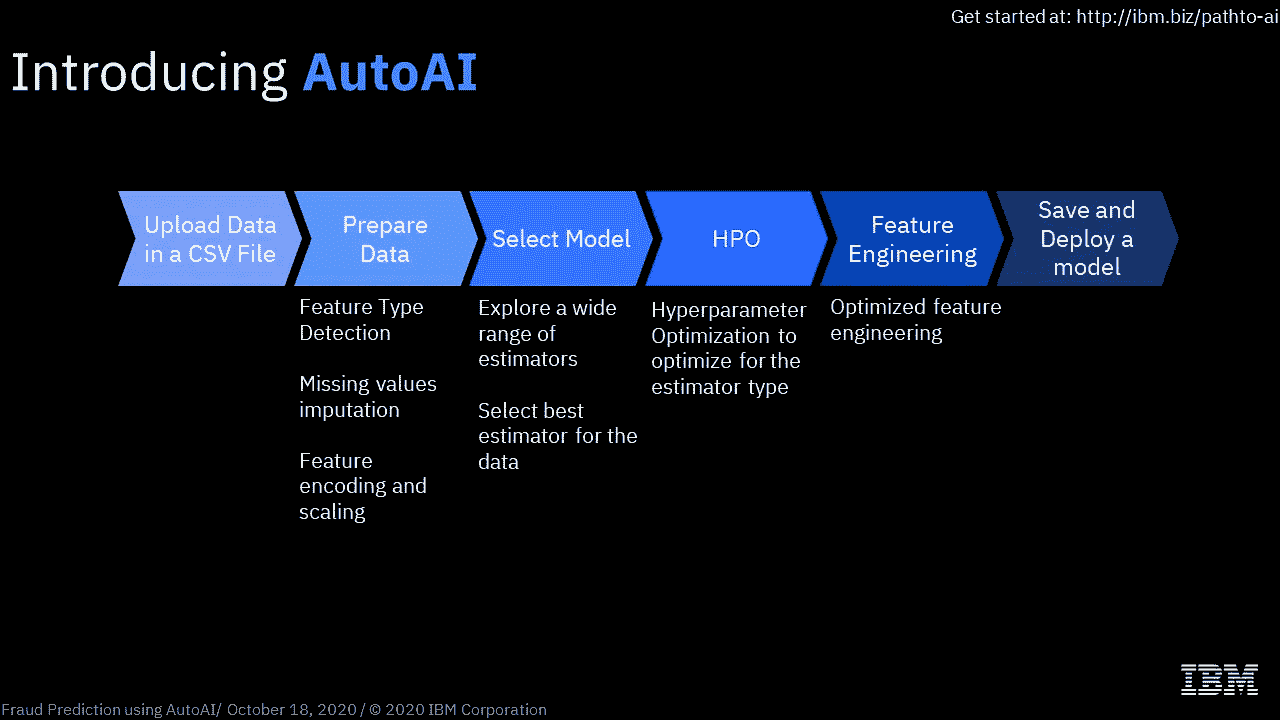 Get started at: http://ibm.biz/pathto-ai
Introducing AutoAI
Upload Data
in a CSV File
Prepare
Data
Select Model
HPO
Feature
Engineering
Save and
Deploy a
model
Feature Type
Detection
Missing values
imputation
Feature
encoding and
scaling
Explore a wide
range of
estimators
Select best
estimator for the
data
Hyperparameter
Optimization to
optimize for the
estimator type
Optimized feature
engineering
IBM
Fraud Prediction using AutoAI/ October 18, 2020 / © 2020 IBM Corporation